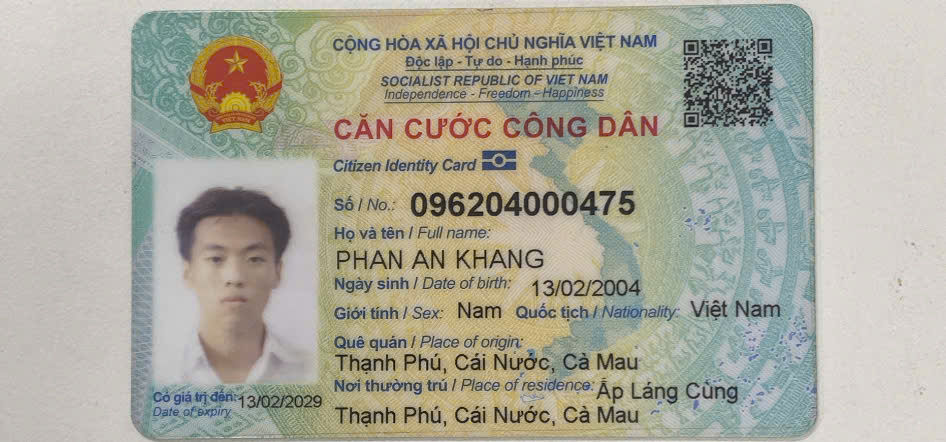 CỘNG HÒA XÃ HỘI CHỦ NGHĨA VIỆT NAM
Độc lập - Tự do - Hạnh phúc
SOCIALIST REPUBLIC OF VIET NAM
Independence - Freedom - Happiness
CĂN CƯỚC CÔNG DÂN
Citizen Identity Card
Số / No.: 096204000475
Họ và tên / Full name:
PHAN AN KHANG
Ngày sinh / Date of birth: 13/02/2004
Giới tính / Sex: Nam Quốc tịch / Nationality: Việt Nam
Quê quán / Place of origin:
Thạnh Phú, Cái Nước, Cà Mau
Nơi thường trú / Place of residence: Ấp Láng Cùng
Thạnh Phú, Cái Nước, Cà Mau
Có giá trị đến: 13/02/2029
Date of expiry
VIỆT NAM